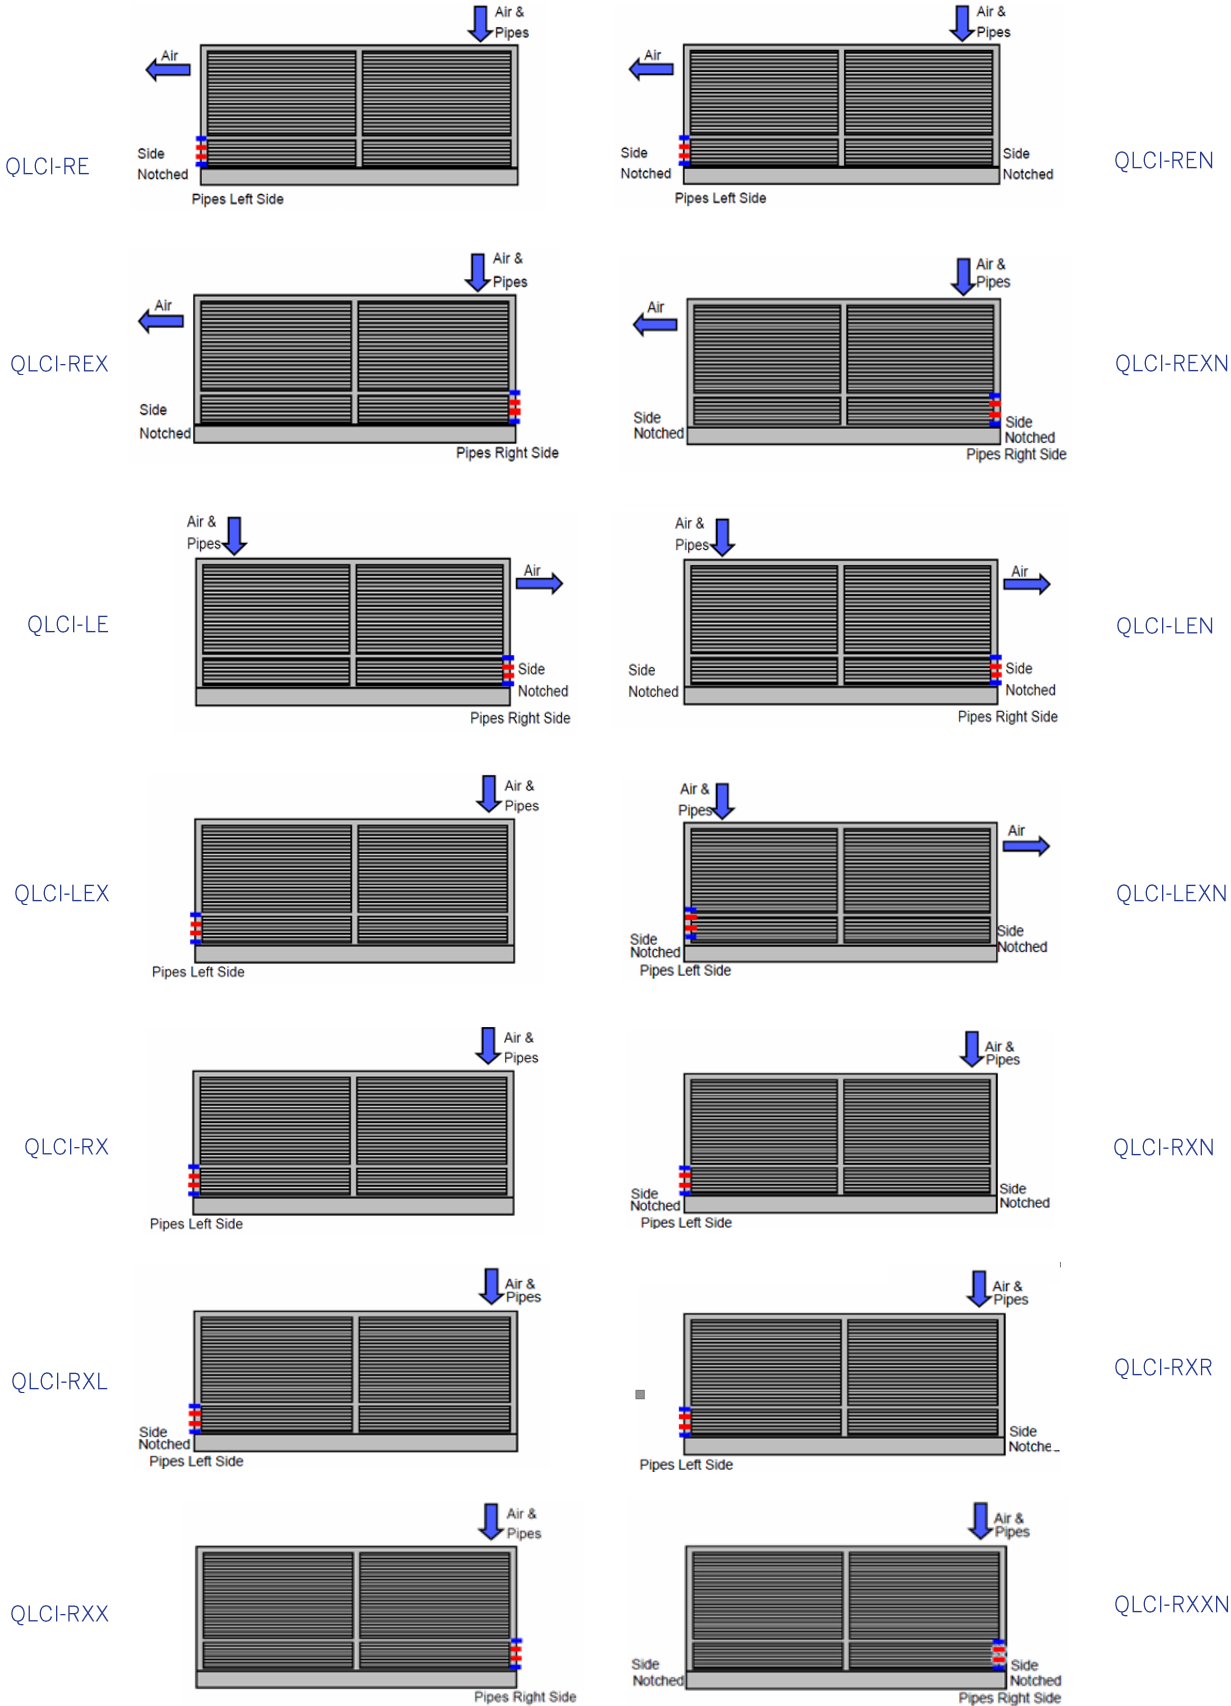 Air &
Pipes
Air
QLCI-RE
Side
Notched
Pipes Left Side
Air &
Pipes
Air
Side
Notched
Side
Notched
Pipes Left Side
QLCI-REN
Air &
Pipes
Air
QLCI-REX
Side
Notched
Pipes Right Side
Air &
Pipes
Air
Side
Notched
Side
Notched
Pipes Right Side
QLCI-REXN
Air &
Pipes
Air
QLCI-LE
Side
Notched
Pipes Right Side
Air &
Pipes
Air
Side
Notched
Side
Notched
Pipes Right Side
QLCI-LEN
Air &
Pipes
QLCI-LEX
Pipes Left Side
Air &
Pipes
Air
Side
Notched
Side
Notched
Pipes Left Side
QLCI-LEXN
Air &
Pipes
QLCI-RX
Pipes Left Side
Air &
Pipes
Side
Notched
Side
Notched
Pipes Left Side
QLCI-RXN
Air &
Pipes
QLCI-RXL
Side
Notched
Pipes Left Side
Air &
Pipes
Side
Notche
Pipes Left Side
QLCI-RXR
Air &
Pipes
QLCI-RXX
Pipes Right Side
Air &
Pipes
Side
Notched
Side
Notched
Pipes Right Side
QLCI-RXXN